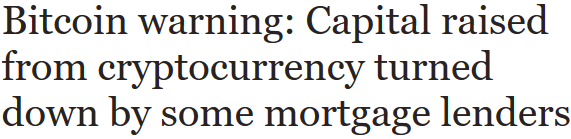 Bitcoin warning: Capital raised
from cryptocurrency turned
down by some mortgage lenders